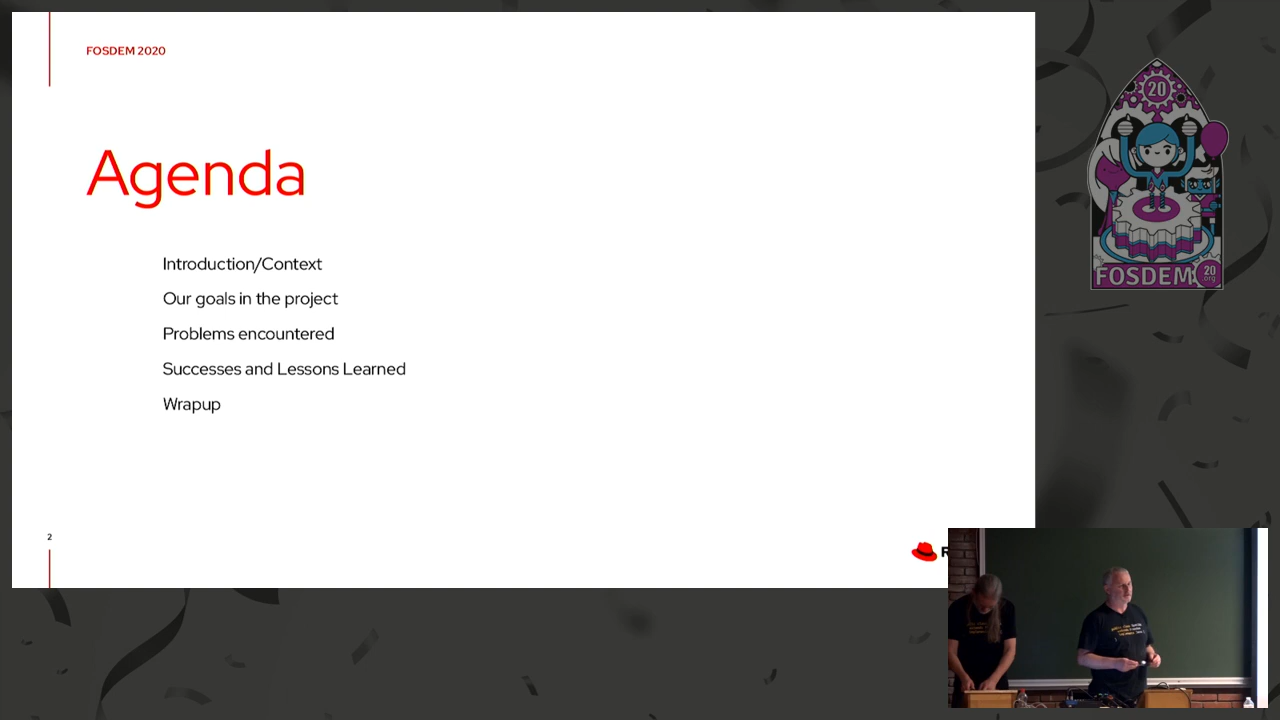 FOSDEM 2020
Agenda
Introduction/Context
Our goals in the project
Problems encountered
Successes and Lessons Learned
Wrapup
2
20
FOSDEM
20
.org